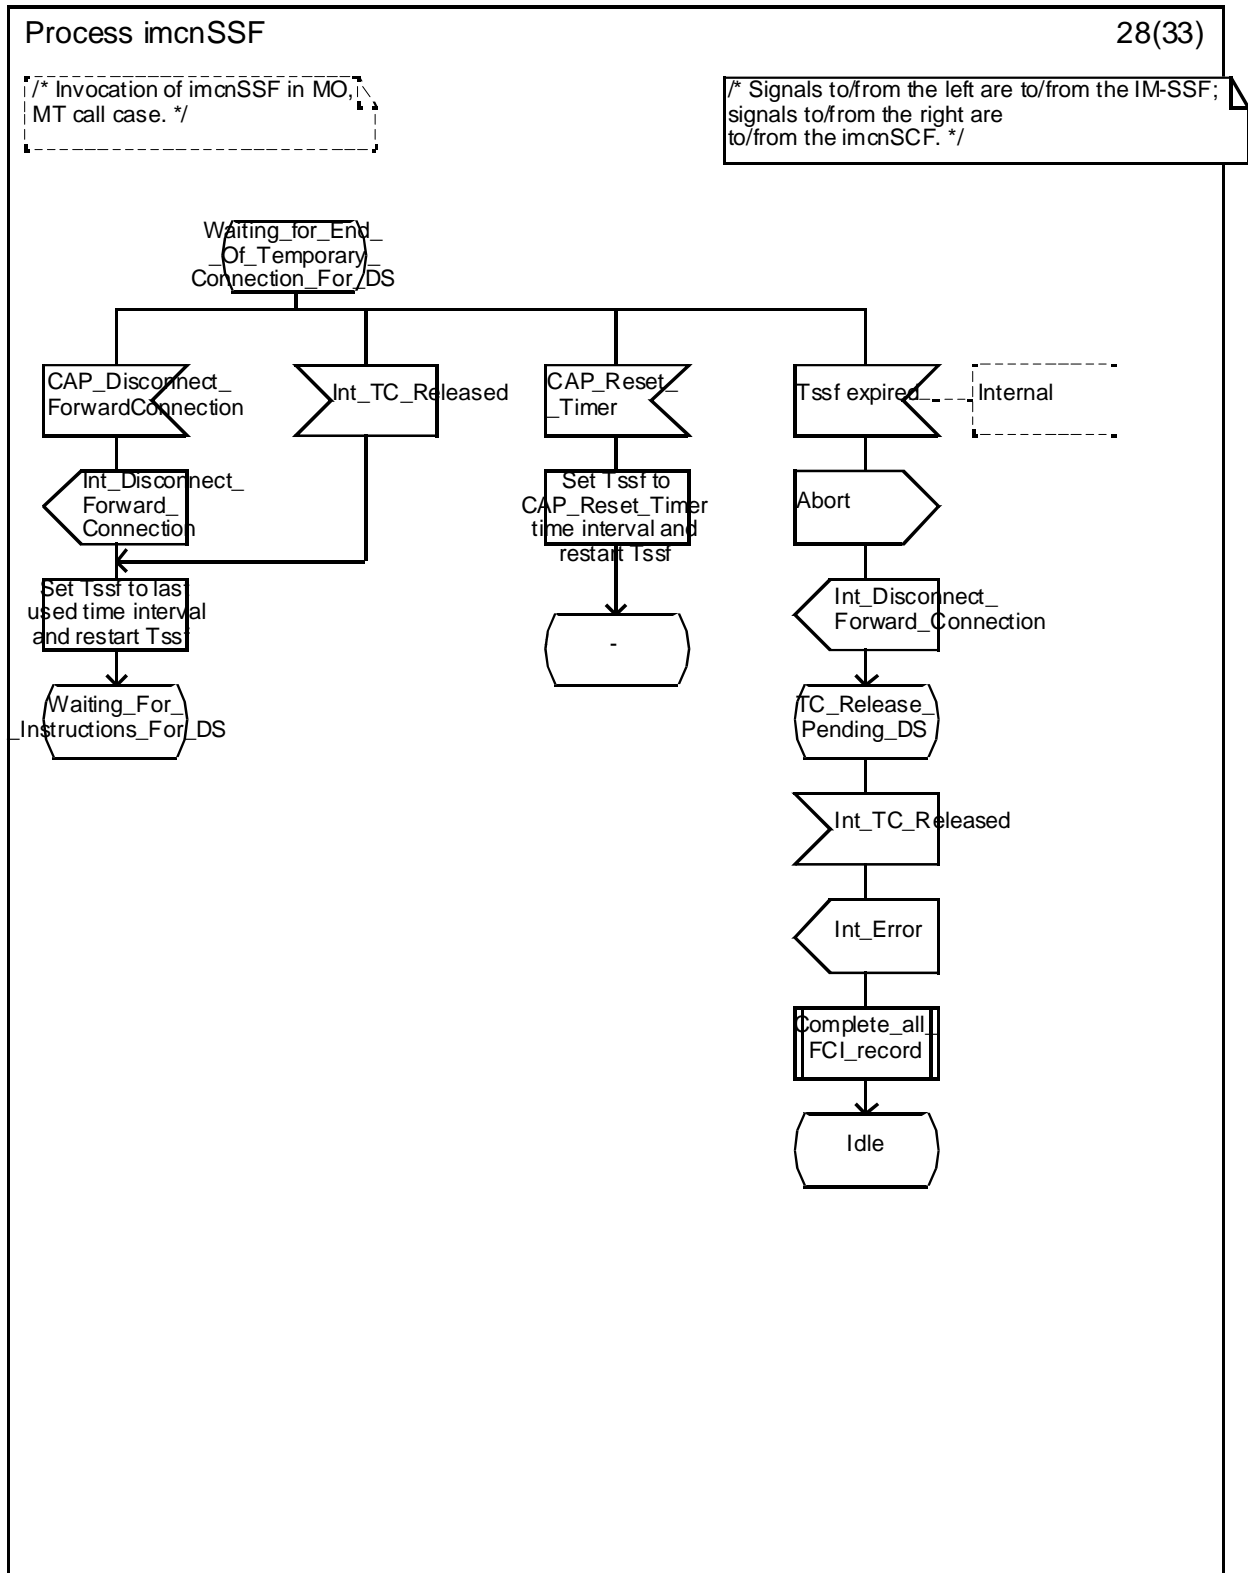 Process imcnSSF
28(33)
/* Invocation of imcnSSF in MO,
MT call case. */
/* Signals to/from the left are to/from the IM-SSF;
signals to/from the right are
to/from the imcnSCF. */
Waiting_for_End_
_Of_Temporary_
Connection_For_DS
CAP_Disconnect_
ForwardConnection
Int_TC_Released
CAP_Reset_
_Timer
Tssf expired
Internal
Int_Disconnect_
Forward_
Connection
Set Tssf to
CAP_Reset_Timer
time interval and
restart Tssf
Abort
Set Tssf to last
used time interval
and restart Tssf
-
Int_Disconnect_
Forward_Connection
Waiting_For_
_Instructions_For_DS
TC_Release_
Pending_DS
Int_TC_Released
Int_Error
Complete_all_
FCI_record
Idle